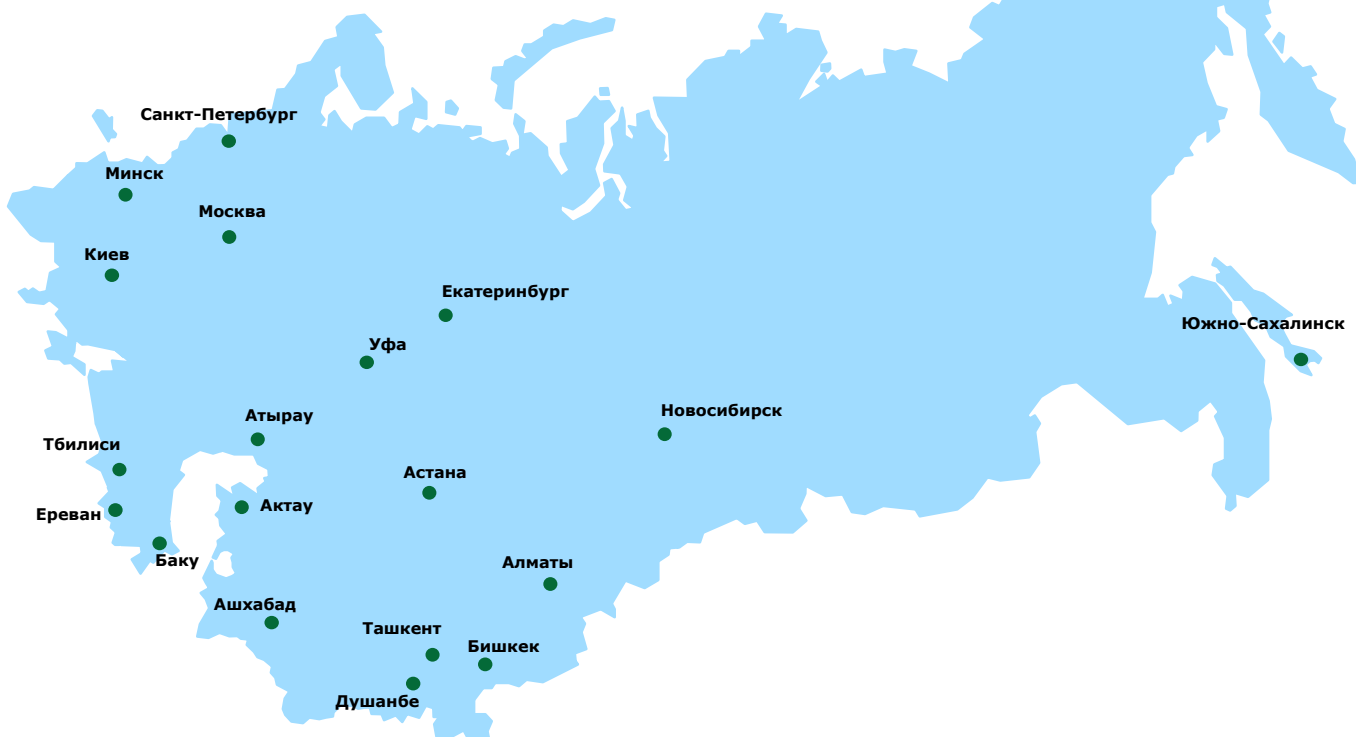 Санкт-Петербург
Минск
Москва
Киев
Екатеринбург
Южно-Сахалинск
Уфа
Новосибирск
Атырау
Тбилиси
Астана
Актау
Ереван
Баку
Алматы
Ашхабад
Ташкент
Бишкек
Душанбе